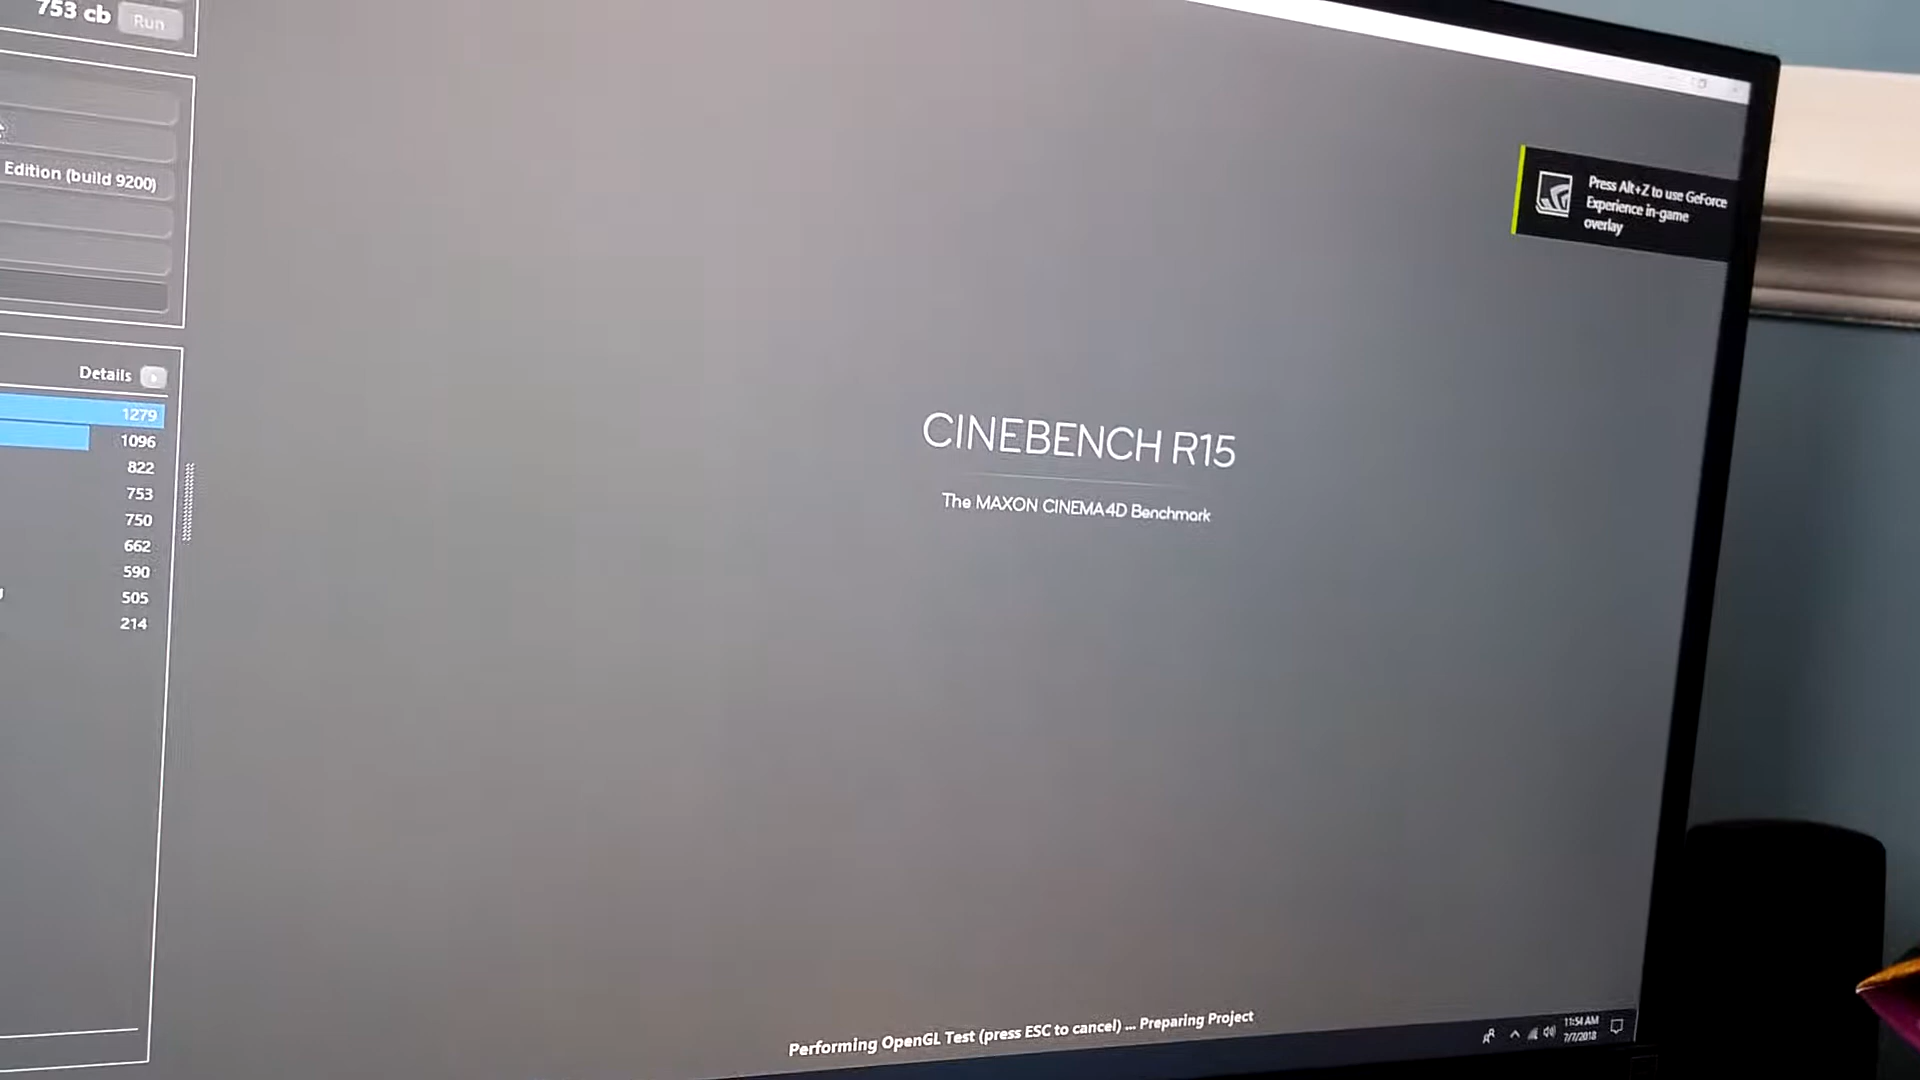 753 cb
Run
Edition (build 9200)
Details
1279
1096
822
753
750
662
590
505
214
CINEBENCH R15
The MAXON CINEMA4D Benchmark
Press Alt+Z to use GeForce
Experience in-game
overlay
Performing OpenGL Test (press ESC to cancel) ... Preparing Project
11:54 AM
7/7/2018